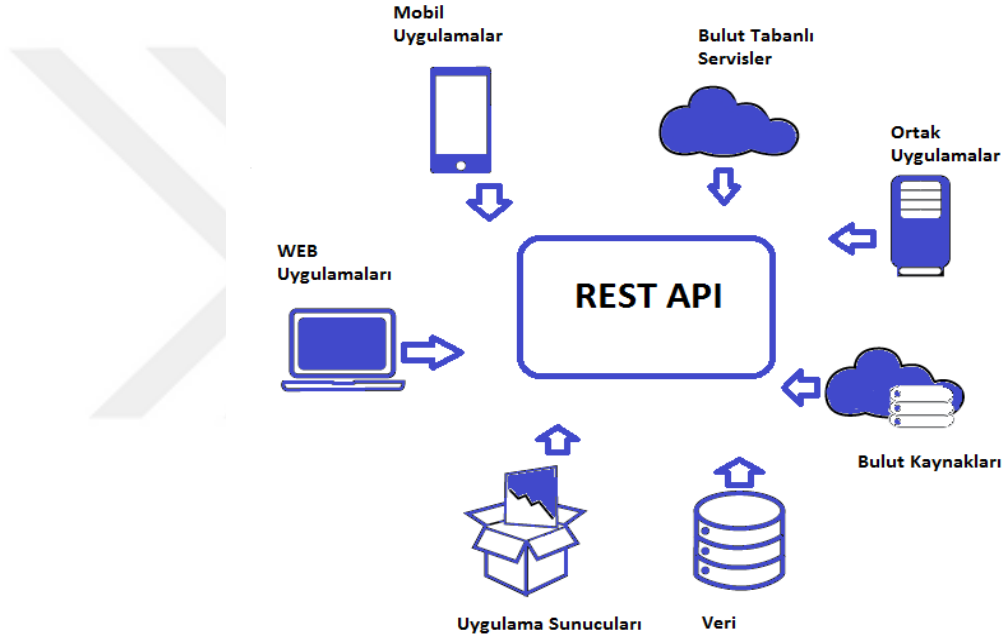 Mobil
Uygulamalar
Bulut Tabanlı
Servisler
Ortak
Uygulamalar
WEB
Uygulamaları
REST API
Bulut Kaynakları
Uygulama Sunucuları
Veri